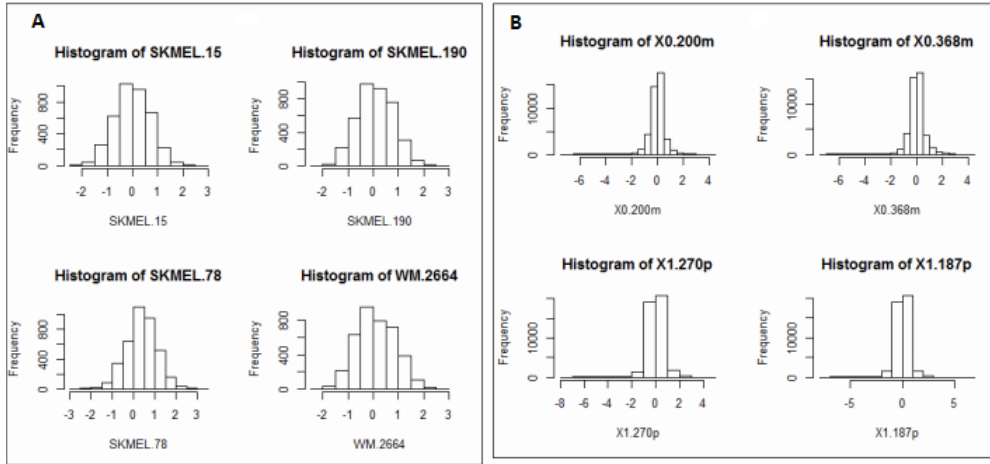 A
Histogram of SKMEL.15
Frequency
0 400 800
-2 -1 0 1 2 3
SKMEL.15
Histogram of SKMEL.190
Frequency
0 400 800
-2 -1 0 1 2 3
SKMEL.190
Histogram of SKMEL.78
Frequency
0 400 800
-3 -2 -1 0 1 2 3
SKMEL.78
Histogram of WM.2664
Frequency
0 400 800
-2 -1 0 1 2 3
WM.2664
B
Histogram of X0.200m
Frequency
0 10000
-6 -4 -2 0 2 4
X0.200m
Histogram of X0.368m
Frequency
0 10000
-6 -4 -2 0 2 4
X0.368m
Histogram of X1.270p
Frequency
0 10000
-8 -6 -4 -2 0 2 4
X1.270p
Histogram of X1.187p
Frequency
0 10000
-5 0 5
X1.187p